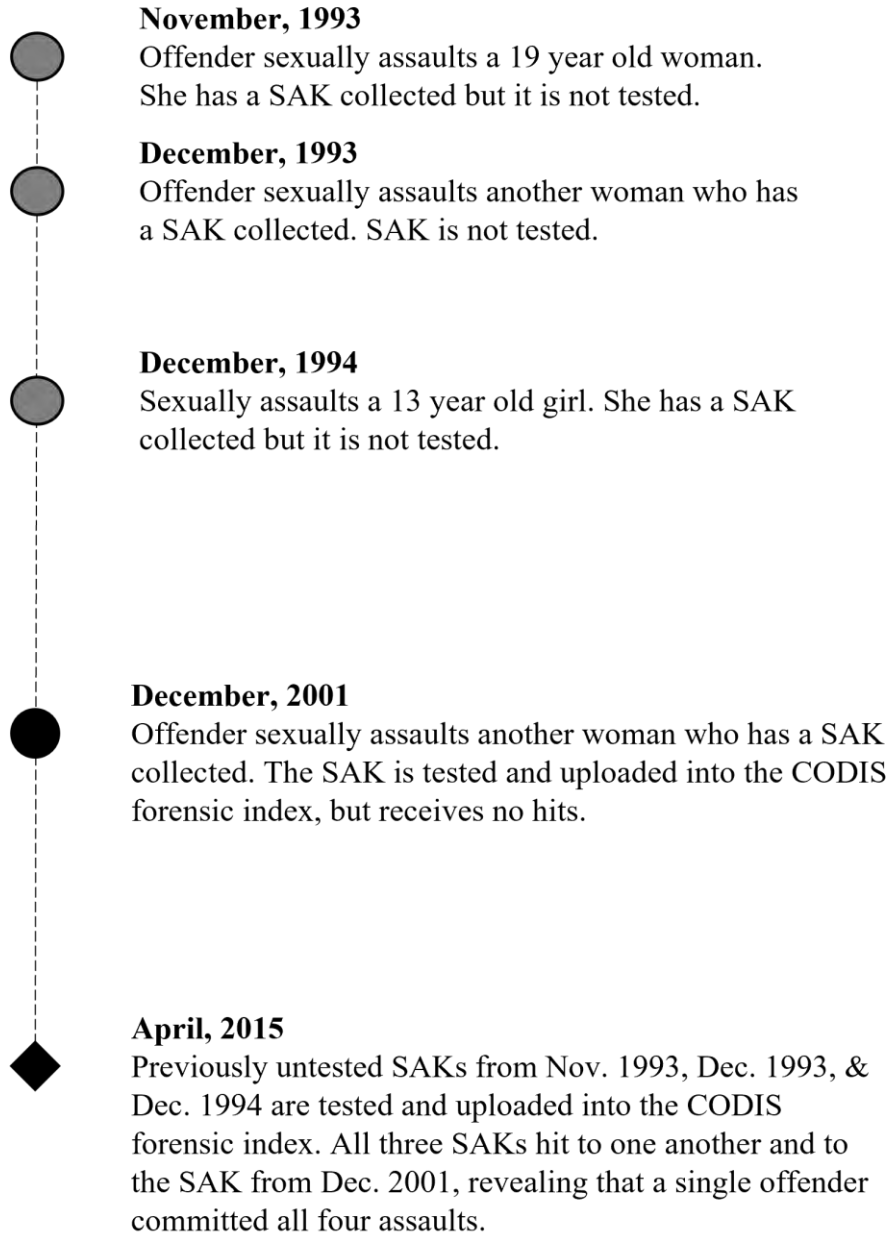 November, 1993
Offender sexually assaults a 19 year old woman.
She has a SAK collected but it is not tested.
December, 1993
Offender sexually assaults another woman who has
a SAK collected. SAK is not tested.
December, 1994
Sexually assaults a 13 year old girl. She has a SAK
collected but it is not tested.
December, 2001
Offender sexually assaults another woman who has a SAK
collected. The SAK is tested and uploaded into the CODIS
forensic index, but receives no hits.
April, 2015
Previously untested SAKs from Nov. 1993, Dec. 1993, &
Dec. 1994 are tested and uploaded into the CODIS
forensic index. All three SAKs hit to one another and to
the SAK from Dec. 2001, revealing that a single offender
committed all four assaults.